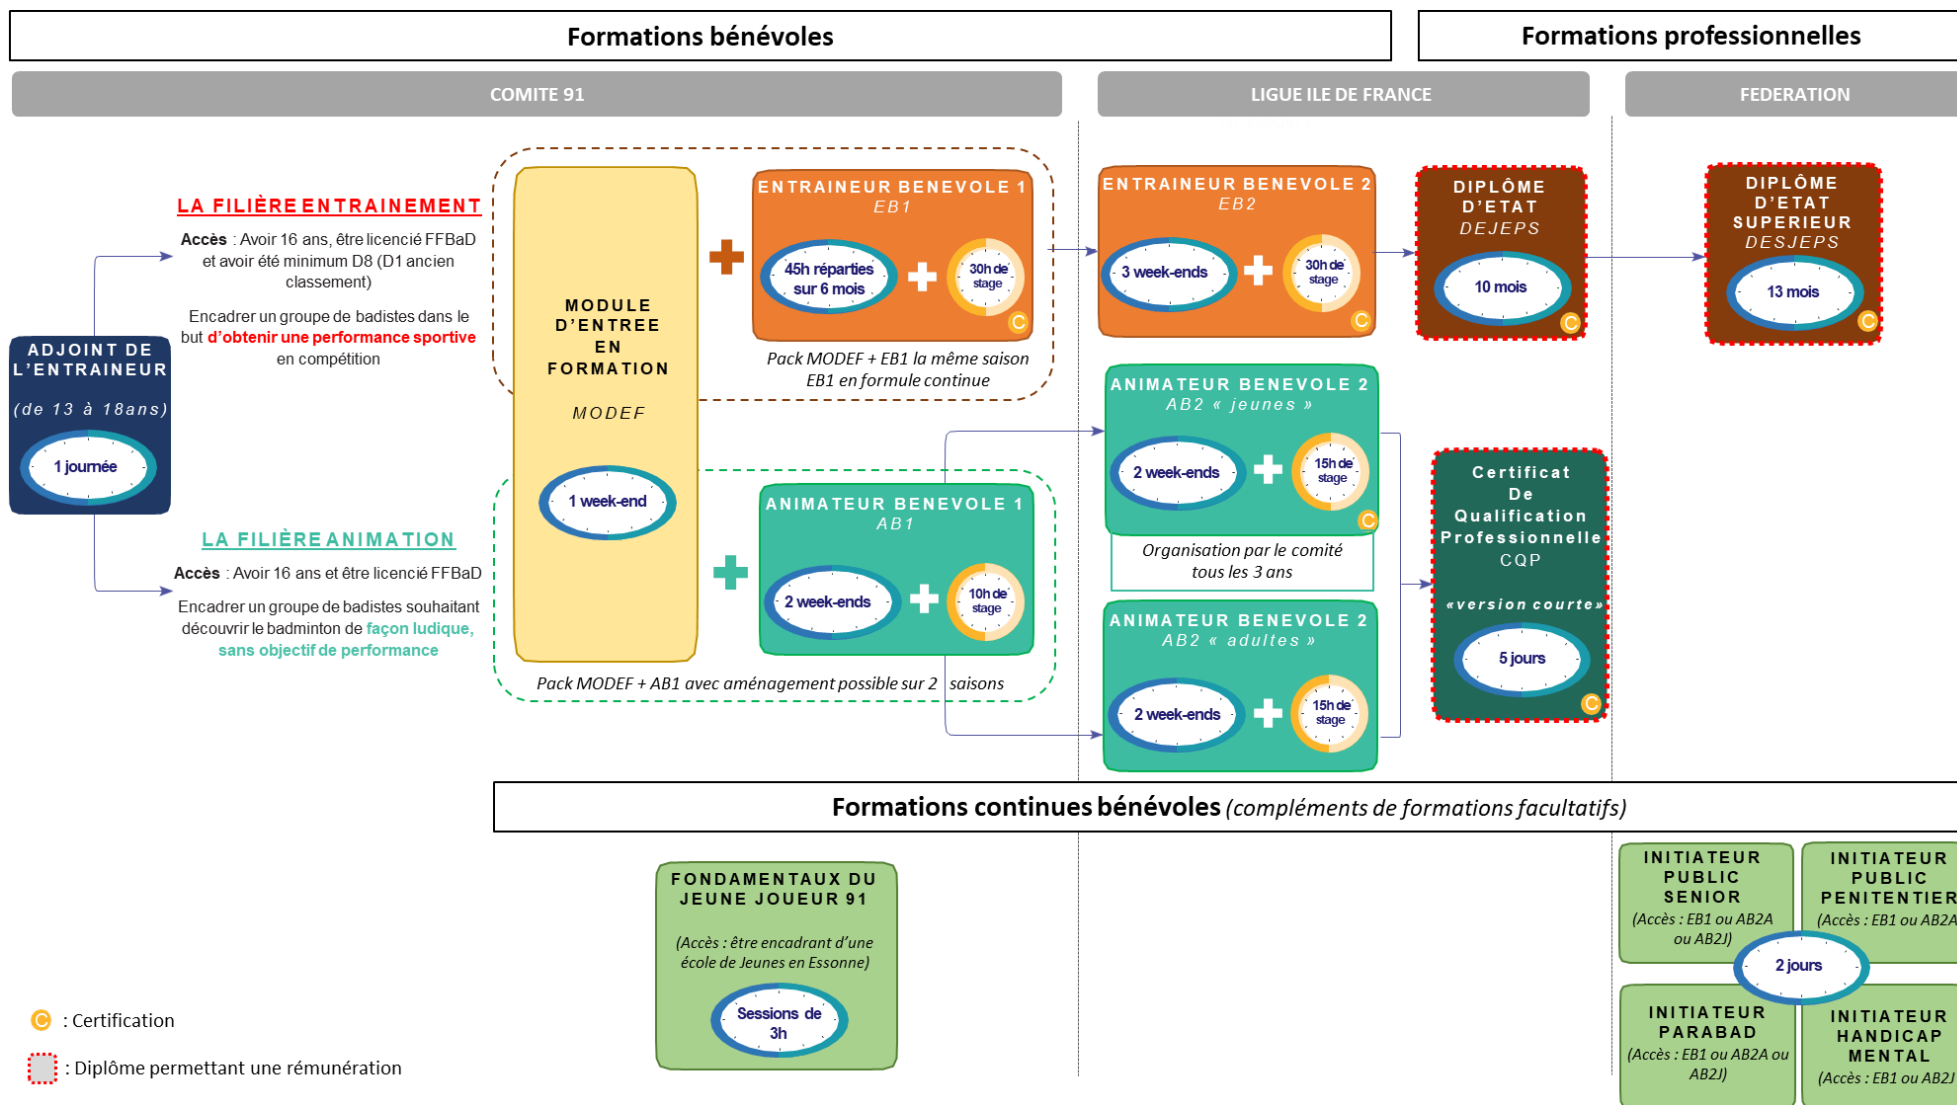 Formations bénévoles
Formations professionnelles
COMITE 91
LIGUE ILE DE FRANCE
FEDERATION
LA FILIÈRE ENTRAINEMENT
Accès : Avoir 16 ans, être licencié FFBaD
et avoir été minimum D8 (D1 ancien
classement)
Encadrer un groupe de badistes dans le
but d'obtenir une performance sportive
en compétition
ADJOINT DE
L'ENTRAINEUR
(de 13 à 18ans)
1 journée
LA FILIÈRE ANIMATION
Accès : Avoir 16 ans et être licencié FFBaD
Encadrer un groupe de badistes souhaitant
découvrir le badminton de façon ludique,
sans objectif de performance
MODULE
D'ENTREE
EN
FORMATION
MODEF
1 week-end
ENTRAINEUR BENEVOLE 1
EB1
45h réparties
sur 6 mois
30h de
stage
C
Pack MODEF + EB1 la même saison
EB1 en formule continue
ANIMATEUR BENEVOLE 1
AB1
2 week-ends
10h de
stage
Pack MODEF + AB1 avec aménagement possible sur 2 saisons
ENTRAINEUR BENEVOLE 2
EB2
3 week-ends
30h de
stage
C
ANIMATEUR BENEVOLE 2
AB2 « jeunes »
2 week-ends
15h de
stage
C
Organisation par le comité
tous les 3 ans
ANIMATEUR BENEVOLE 2
AB2 « adultes »
2 week-ends
15h de
stage
DIPLÔME
D'ETAT
DEJEPS
10 mois
C
Certificat
De
Qualification
Professionnelle
CQP
«version courte»
5 jours
C
DIPLÔME
D'ETAT
SUPERIEUR
DESJEPS
13 mois
C
Formations continues bénévoles (compléments de formations facultatifs)
FONDAMENTAUX DU
JEUNE JOUEUR 91
(Accès : être encadrant d'une
école de Jeunes en Essonne)
Sessions de
3h
INITIATEUR
PUBLIC
SENIOR
(Accès : EB1 ou AB2A
ou AB2J)
INITIATEUR
PUBLIC
PENITENTIER
(Accès : EB1 ou AB2A
2 jours
INITIATEUR
PARABAD
(Accès : EB1 ou AB2A ou
AB2J)
INITIATEUR
HANDICAP
MENTAL
(Accès : EB1 ou AB2J
C : Certification
: Diplôme permettant une rémunération